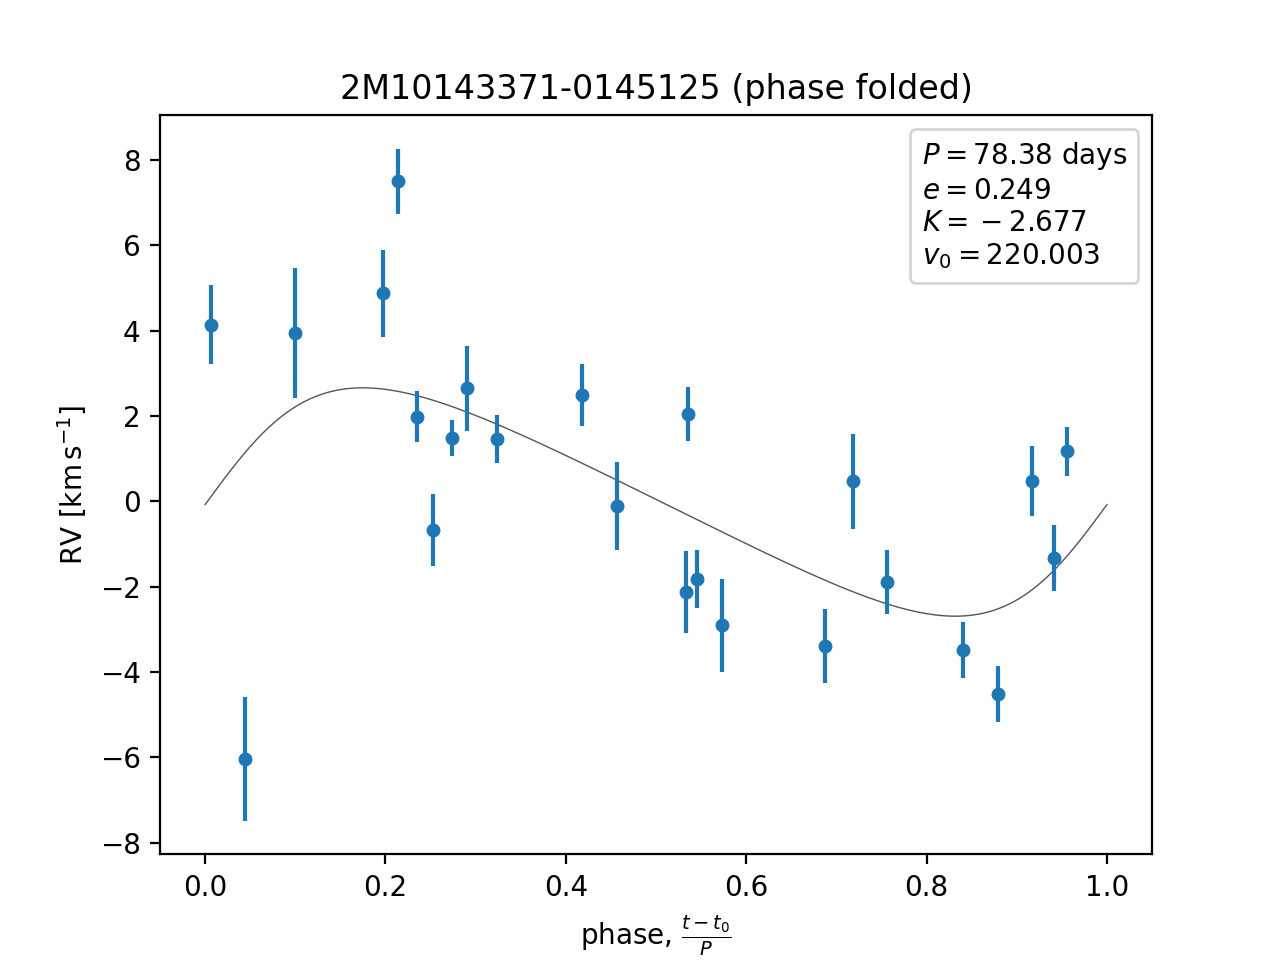 2M10143371-0145125 (phase folded)
P = 78.38 days
e = 0.249
K = − 2.677
v₀ = 220.003
RV [km s⁻¹]
8
6
4
2
0
−2
−4
−6
−8
0.0 0.2 0.4 0.6 0.8 1.0
phase, (t − t₀)/P